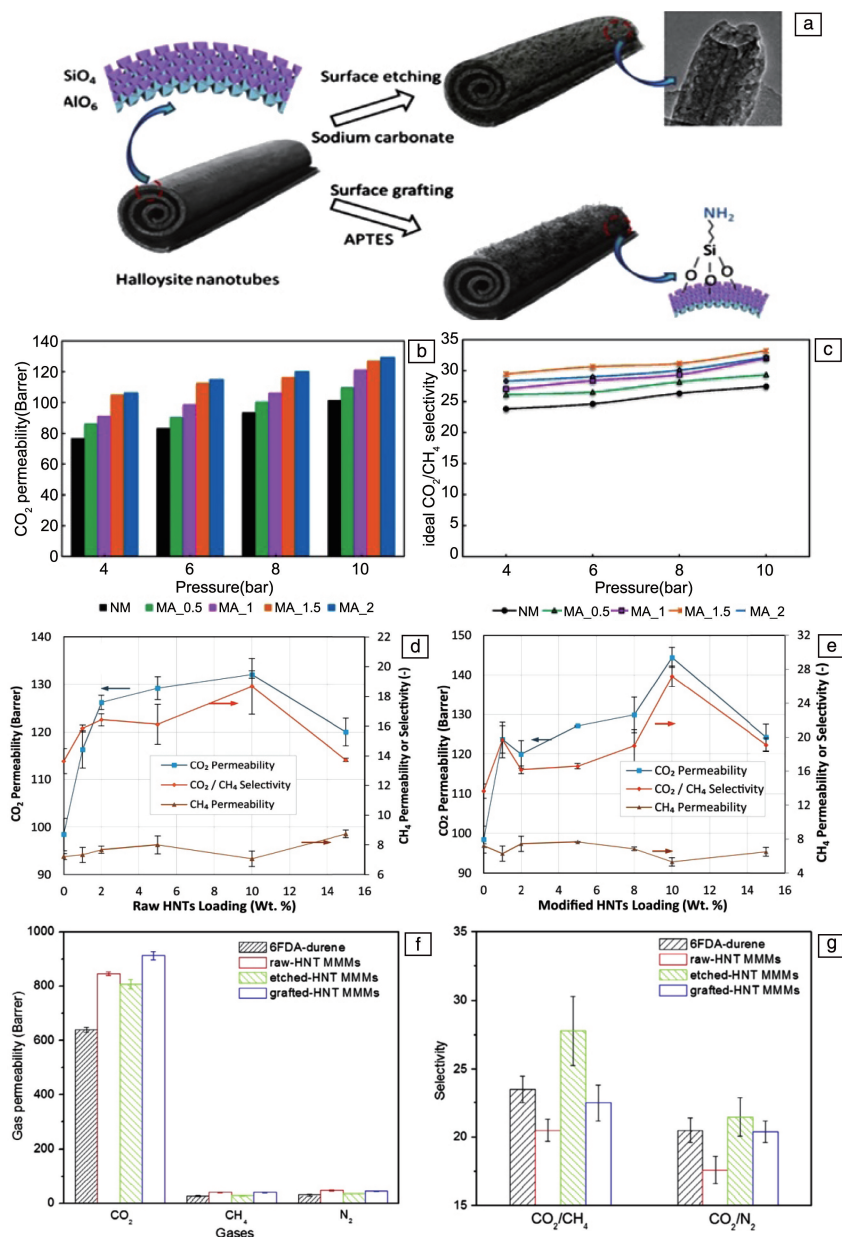 a
SiO4
AlO6
Surface etching
Sodium carbonate
Surface grafting
APTES
Halloysite nanotubes
NH2
Si
O O O
b
CO2 permeability(Barrer)
140
120
100
80
60
40
20
0
4 6 8 10
Pressure(bar)
NM MA_0.5 MA_1 MA_1.5 MA_2
c
ideal CO2/CH4 selectivity
35
30
25
20
15
10
5
0
4 6 8 10
Pressure(bar)
NM MA_0.5 MA_1 MA_1.5 MA_2
d
CO2 Permeability (Barrer)
140
130
120
110
100
90
22
20
18
16
14
12
10
8
6
CH4 Permeability or Selectivity (-)
CO2 Permeability
CO2 / CH4 Selectivity
CH4 Permeability
0 2 4 6 8 10 12 14 16
Raw HNTs Loading (Wt. %)
e
CO2 Permeability (Barrer)
150
140
130
120
110
100
90
32
28
24
20
16
12
8
4
CH4 Permeability or Selectivity (-)
CO2 Permeability
CO2 / CH4 Selectivity
CH4 Permeability
0 2 4 6 8 10 12 14 16
Modified HNTs Loading (Wt. %)
f
Gas permeability (Barrer)
1000
800
600
400
200
0
6FDA-durene
raw-HNT MMMs
etched-HNT MMMs
grafted-HNT MMMs
CO2 CH4 N2
Gases
g
Selectivity
35
30
25
20
15
6FDA-durene
raw-HNT MMMs
etched-HNT MMMs
grafted-HNT MMMs
CO2/CH4 CO2/N2